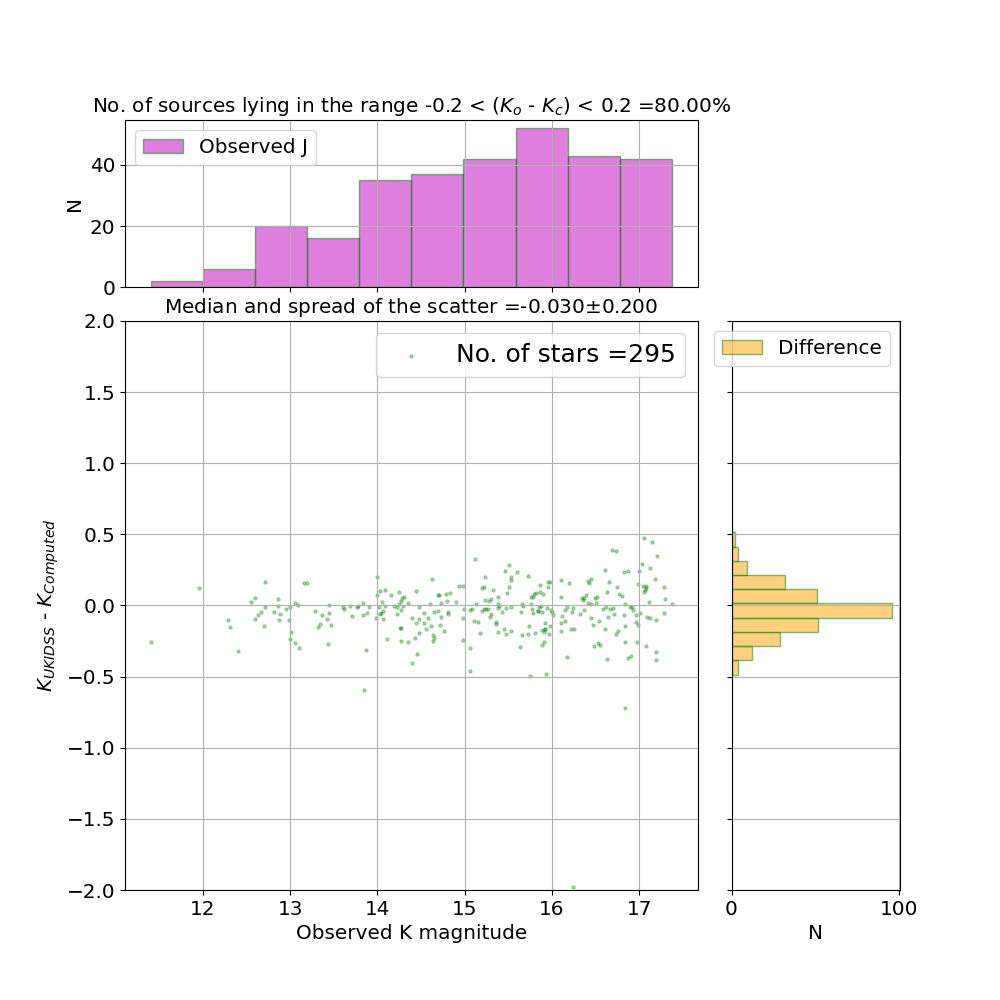 No. of sources lying in the range -0.2 < (K_o - K_c) < 0.2 =80.00%
Observed J
N
40
20
0
Median and spread of the scatter =-0.030±0.200
No. of stars =295
Difference
K_UKIDSS - K_Computed
2.0
1.5
1.0
0.5
0.0
−0.5
−1.0
−1.5
−2.0
12 13 14 15 16 17
0 100
Observed K magnitude
N